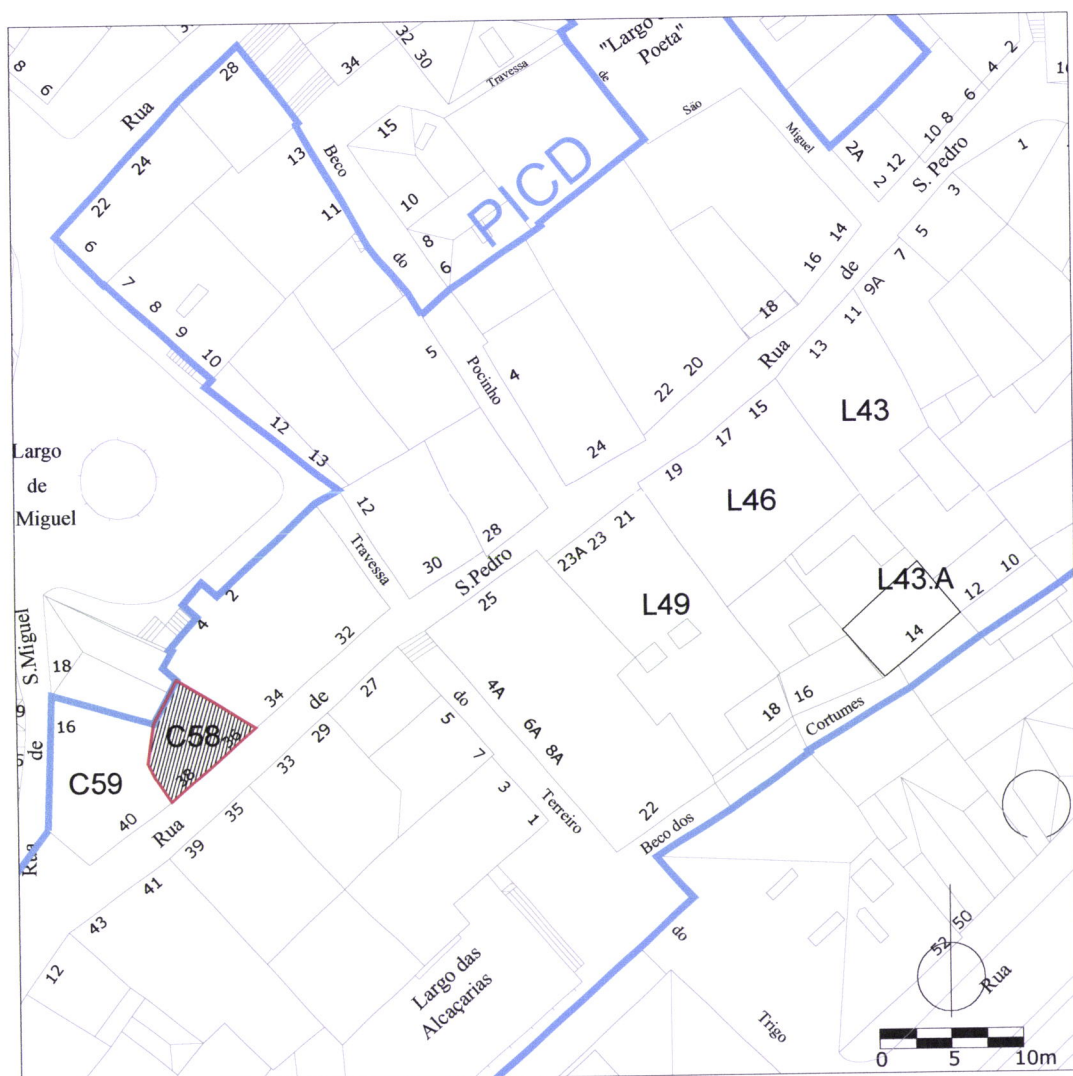 32
30
34
28
Rua
8
6
Travessa
de
"Largo
Poeta"
2
4
6
8
10
12
2A
2
S. Pedro
1
3
5
7
9A
11
13
15
13
11
Beco
do
Pocinho
10
8
6
PICD
São
Miguel
24
22
6
7
8
9
10
12
13
14
16
18
de
Rua
20
22
24
5
4
15
17
19
21
23
23A
L43
L46
L49
L43.A
10
12
14
16
18
22
Cortumes
Beco dos
Largo
de
Miguel
12
Travessa
28
30
S.Pedro
25
32
34
de
27
29
33
35
39
41
43
12
Rua
2
4
S.Miguel
de
Rua
18
16
9
C58
38
C59
40
4A
6A
8A
do
Terreiro
5
7
3
1
Largo das
Alcaçarias
do
Trigo
50
52
Rua
0 5 10m